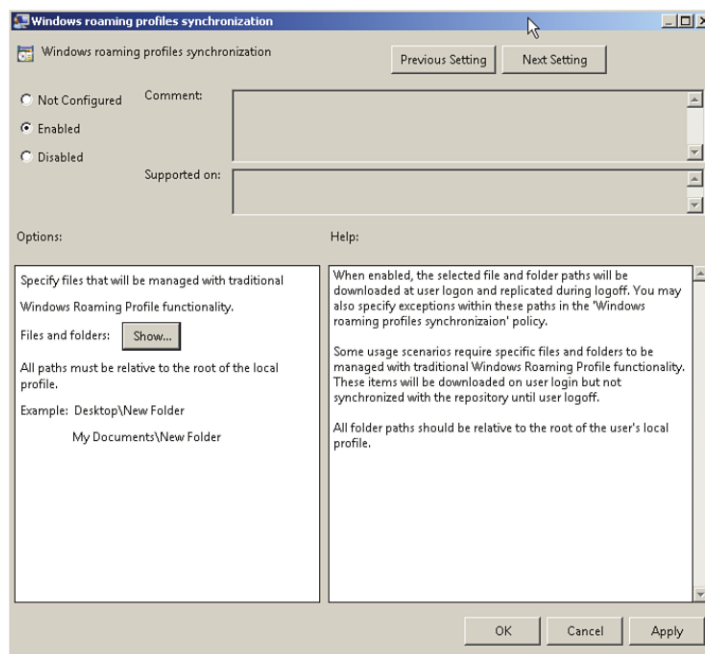 Windows roaming profiles synchronization
Windows roaming profiles synchronization
Previous Setting
Next Setting
Not Configured
Comment:
Enabled
Disabled
Supported on:
Options:
Help:
Specify files that will be managed with traditional
Windows Roaming Profile functionality.
Files and folders:
Show...
All paths must be relative to the root of the local
profile.
Example: Desktop\New Folder
My Documents\New Folder
When enabled, the selected file and folder paths will be
downloaded at user logon and replicated during logoff. You may
also specify exceptions within these paths in the 'Windows
roaming profiles synchronizaion' policy.
Some usage scenarios require specific files and folders to be
managed with traditional Windows Roaming Profile functionality.
These items will be downloaded on user login but not
synchronized with the repository until user logoff.
All folder paths should be relative to the root of the user's local
profile.
OK
Cancel
Apply